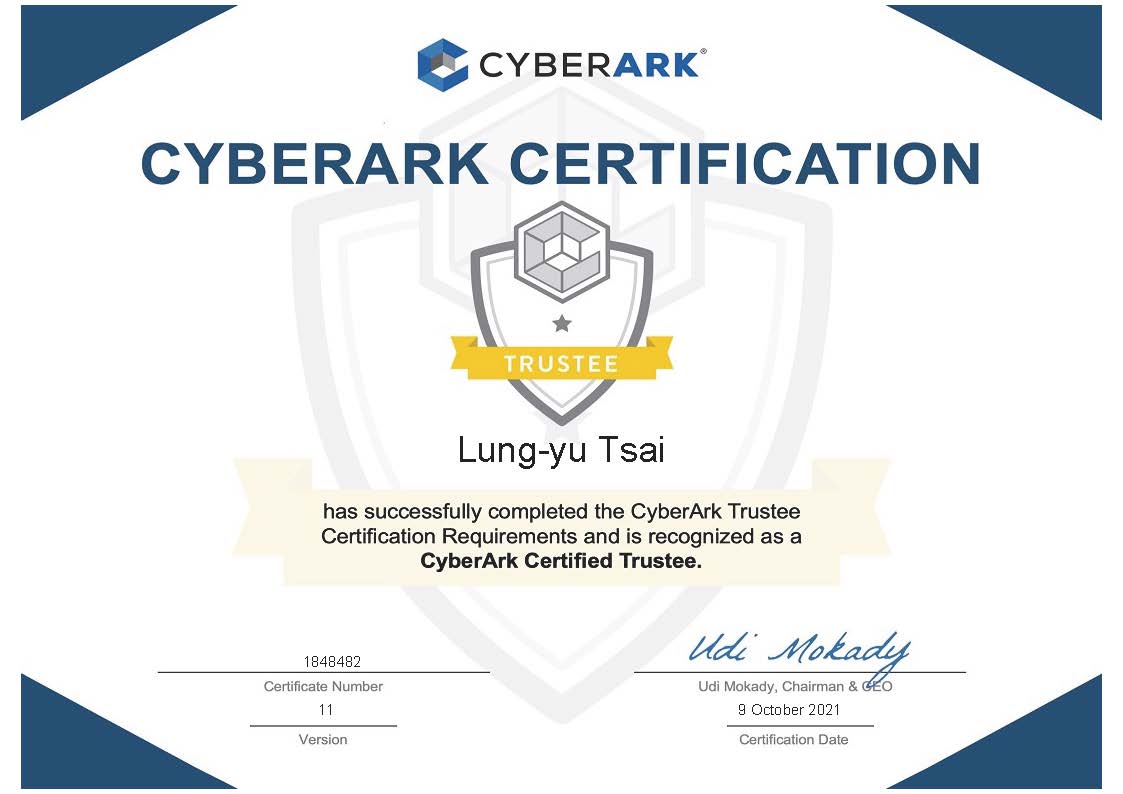 CYBERARK®
CYBERARK CERTIFICATION
TRUSTEE
Lung-yu Tsai
has successfully completed the CyberArk Trustee
Certification Requirements and is recognized as a
CyberArk Certified Trustee.
Udi Mokady
1848482
Certificate Number
Udi Mokady, Chairman & CEO
11
9 October 2021
Version
Certification Date